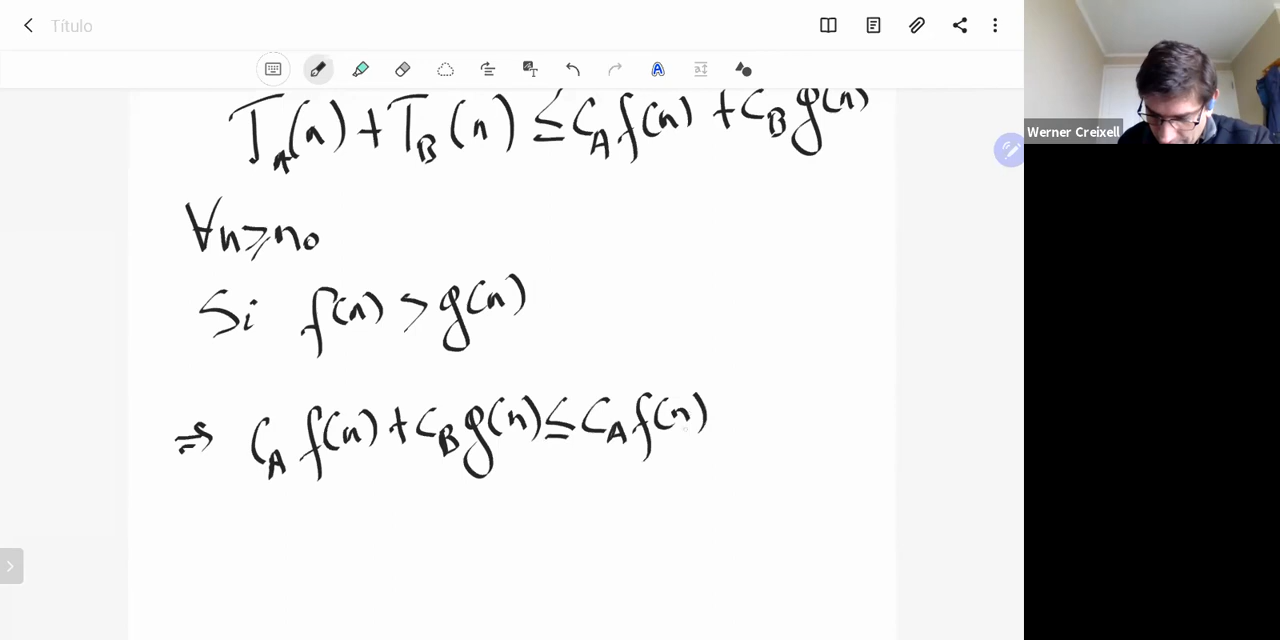 Título
T_A(n) + T_B(n) ≤ C_A f(n) + C_B g(n)
Werner Creixell
∀n ≥ n₀
Si f(n) > g(n)
⇒ C_A f(n) + C_B g(n) ≤ C_A f(n)